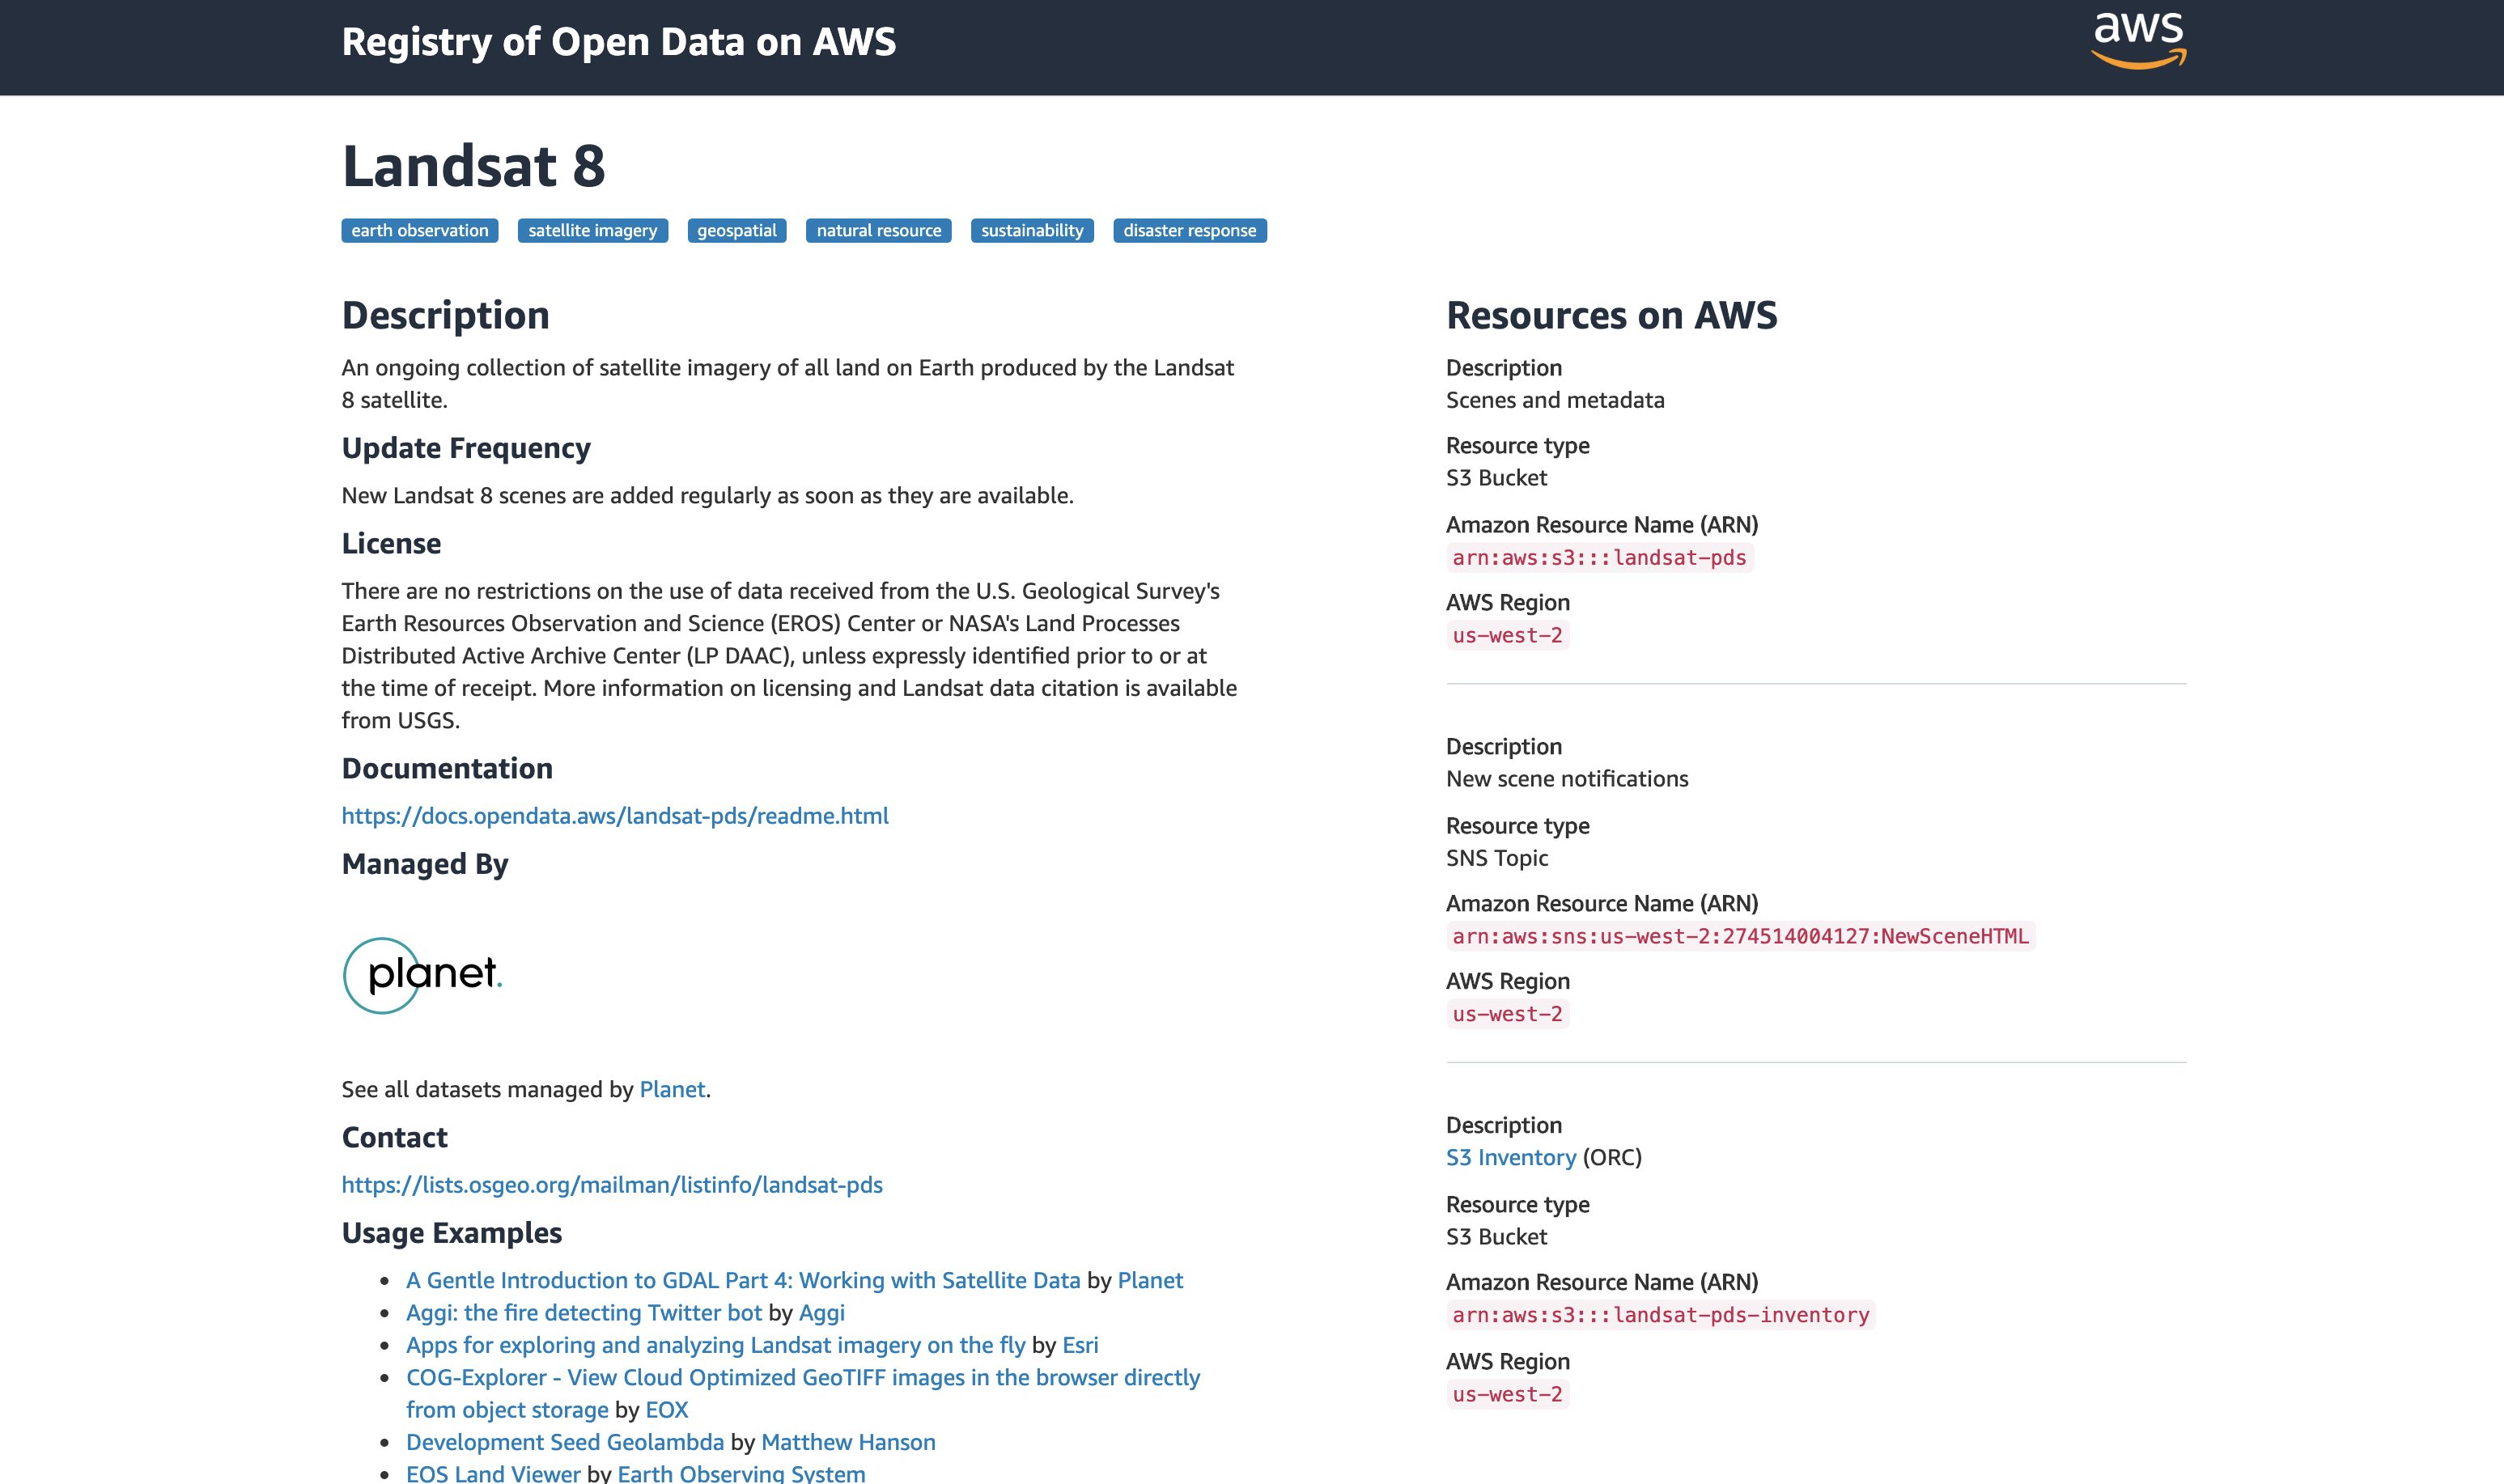 Registry of Open Data on AWS
aws
Landsat 8
earth observation satellite imagery geospatial natural resource sustainability disaster response
Description
An ongoing collection of satellite imagery of all land on Earth produced by the Landsat
8 satellite.
Update Frequency
New Landsat 8 scenes are added regularly as soon as they are available.
License
There are no restrictions on the use of data received from the U.S. Geological Survey's
Earth Resources Observation and Science (EROS) Center or NASA's Land Processes
Distributed Active Archive Center (LP DAAC), unless expressly identified prior to or at
the time of receipt. More information on licensing and Landsat data citation is available
from USGS.
Documentation
https://docs.opendata.aws/landsat-pds/readme.html
Managed By
planet.
See all datasets managed by Planet.
Contact
https://lists.osgeo.org/mailman/listinfo/landsat-pds
Usage Examples
• A Gentle Introduction to GDAL Part 4: Working with Satellite Data by Planet
• Aggi: the fire detecting Twitter bot by Aggi
• Apps for exploring and analyzing Landsat imagery on the fly by Esri
• COG-Explorer - View Cloud Optimized GeoTIFF images in the browser directly
from object storage by EOX
• Development Seed Geolambda by Matthew Hanson
• EOS Land Viewer by Earth Observing System
Resources on AWS
Description
Scenes and metadata
Resource type
S3 Bucket
Amazon Resource Name (ARN)
arn:aws:s3:::landsat-pds
AWS Region
us-west-2
Description
New scene notifications
Resource type
SNS Topic
Amazon Resource Name (ARN)
arn:aws:sns:us-west-2:274514004127:NewSceneHTML
AWS Region
us-west-2
Description
S3 Inventory (ORC)
Resource type
S3 Bucket
Amazon Resource Name (ARN)
arn:aws:s3:::landsat-pds-inventory
AWS Region
us-west-2